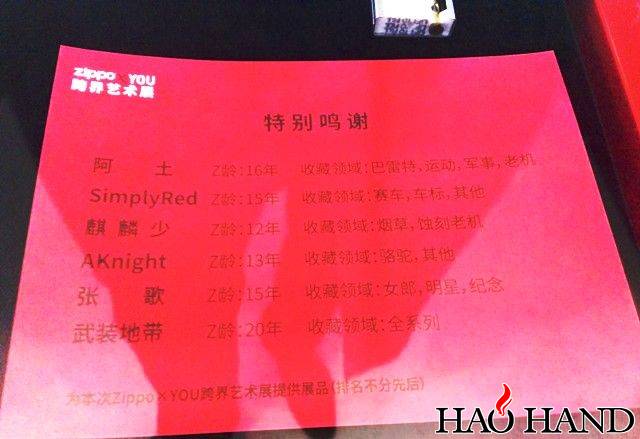 Zippo×YOU
跨界艺术展
特别鸣谢
阿土 Z龄:16年 收藏领域:巴雷特,运动,军事,老机
SimplyRed Z龄:15年 收藏领域:赛车,车标,其他
麒麟少 Z龄:12年 收藏领域:烟草,蚀刻老机
AKnight Z龄:13年 收藏领域:骆驼,其他
张歌 Z龄:15年 收藏领域:女郎,明星,纪念
武装地带 Z龄:20年 收藏领域:全系列
为本次Zippo×YOU跨界艺术展提供展品(排名不分先后)
HAO HAND